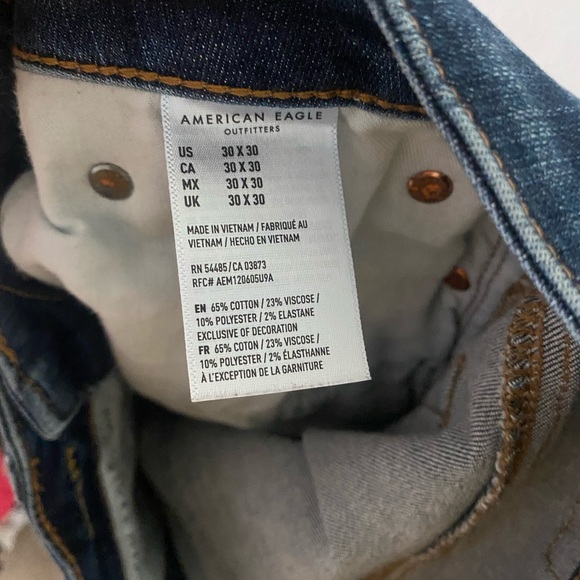 AMERICAN EAGLE
OUTFITTERS
US 30 X 30
CA 30 X 30
MX 30 X 30
UK 30 X 30
MADE IN VIETNAM / FABRIQUÉ AU
VIETNAM / HECHO EN VIETNAM
RN 54485 / CA 03873
RFC# AEM120605U9A
EN 65% COTTON / 23% VISCOSE /
10% POLYESTER / 2% ELASTANE
EXCLUSIVE OF DECORATION
FR 65% COTON / 23% VISCOSE /
10% POLYESTER / 2% ÉLASTHANNE
À L'EXCEPTION DE LA GARNITURE